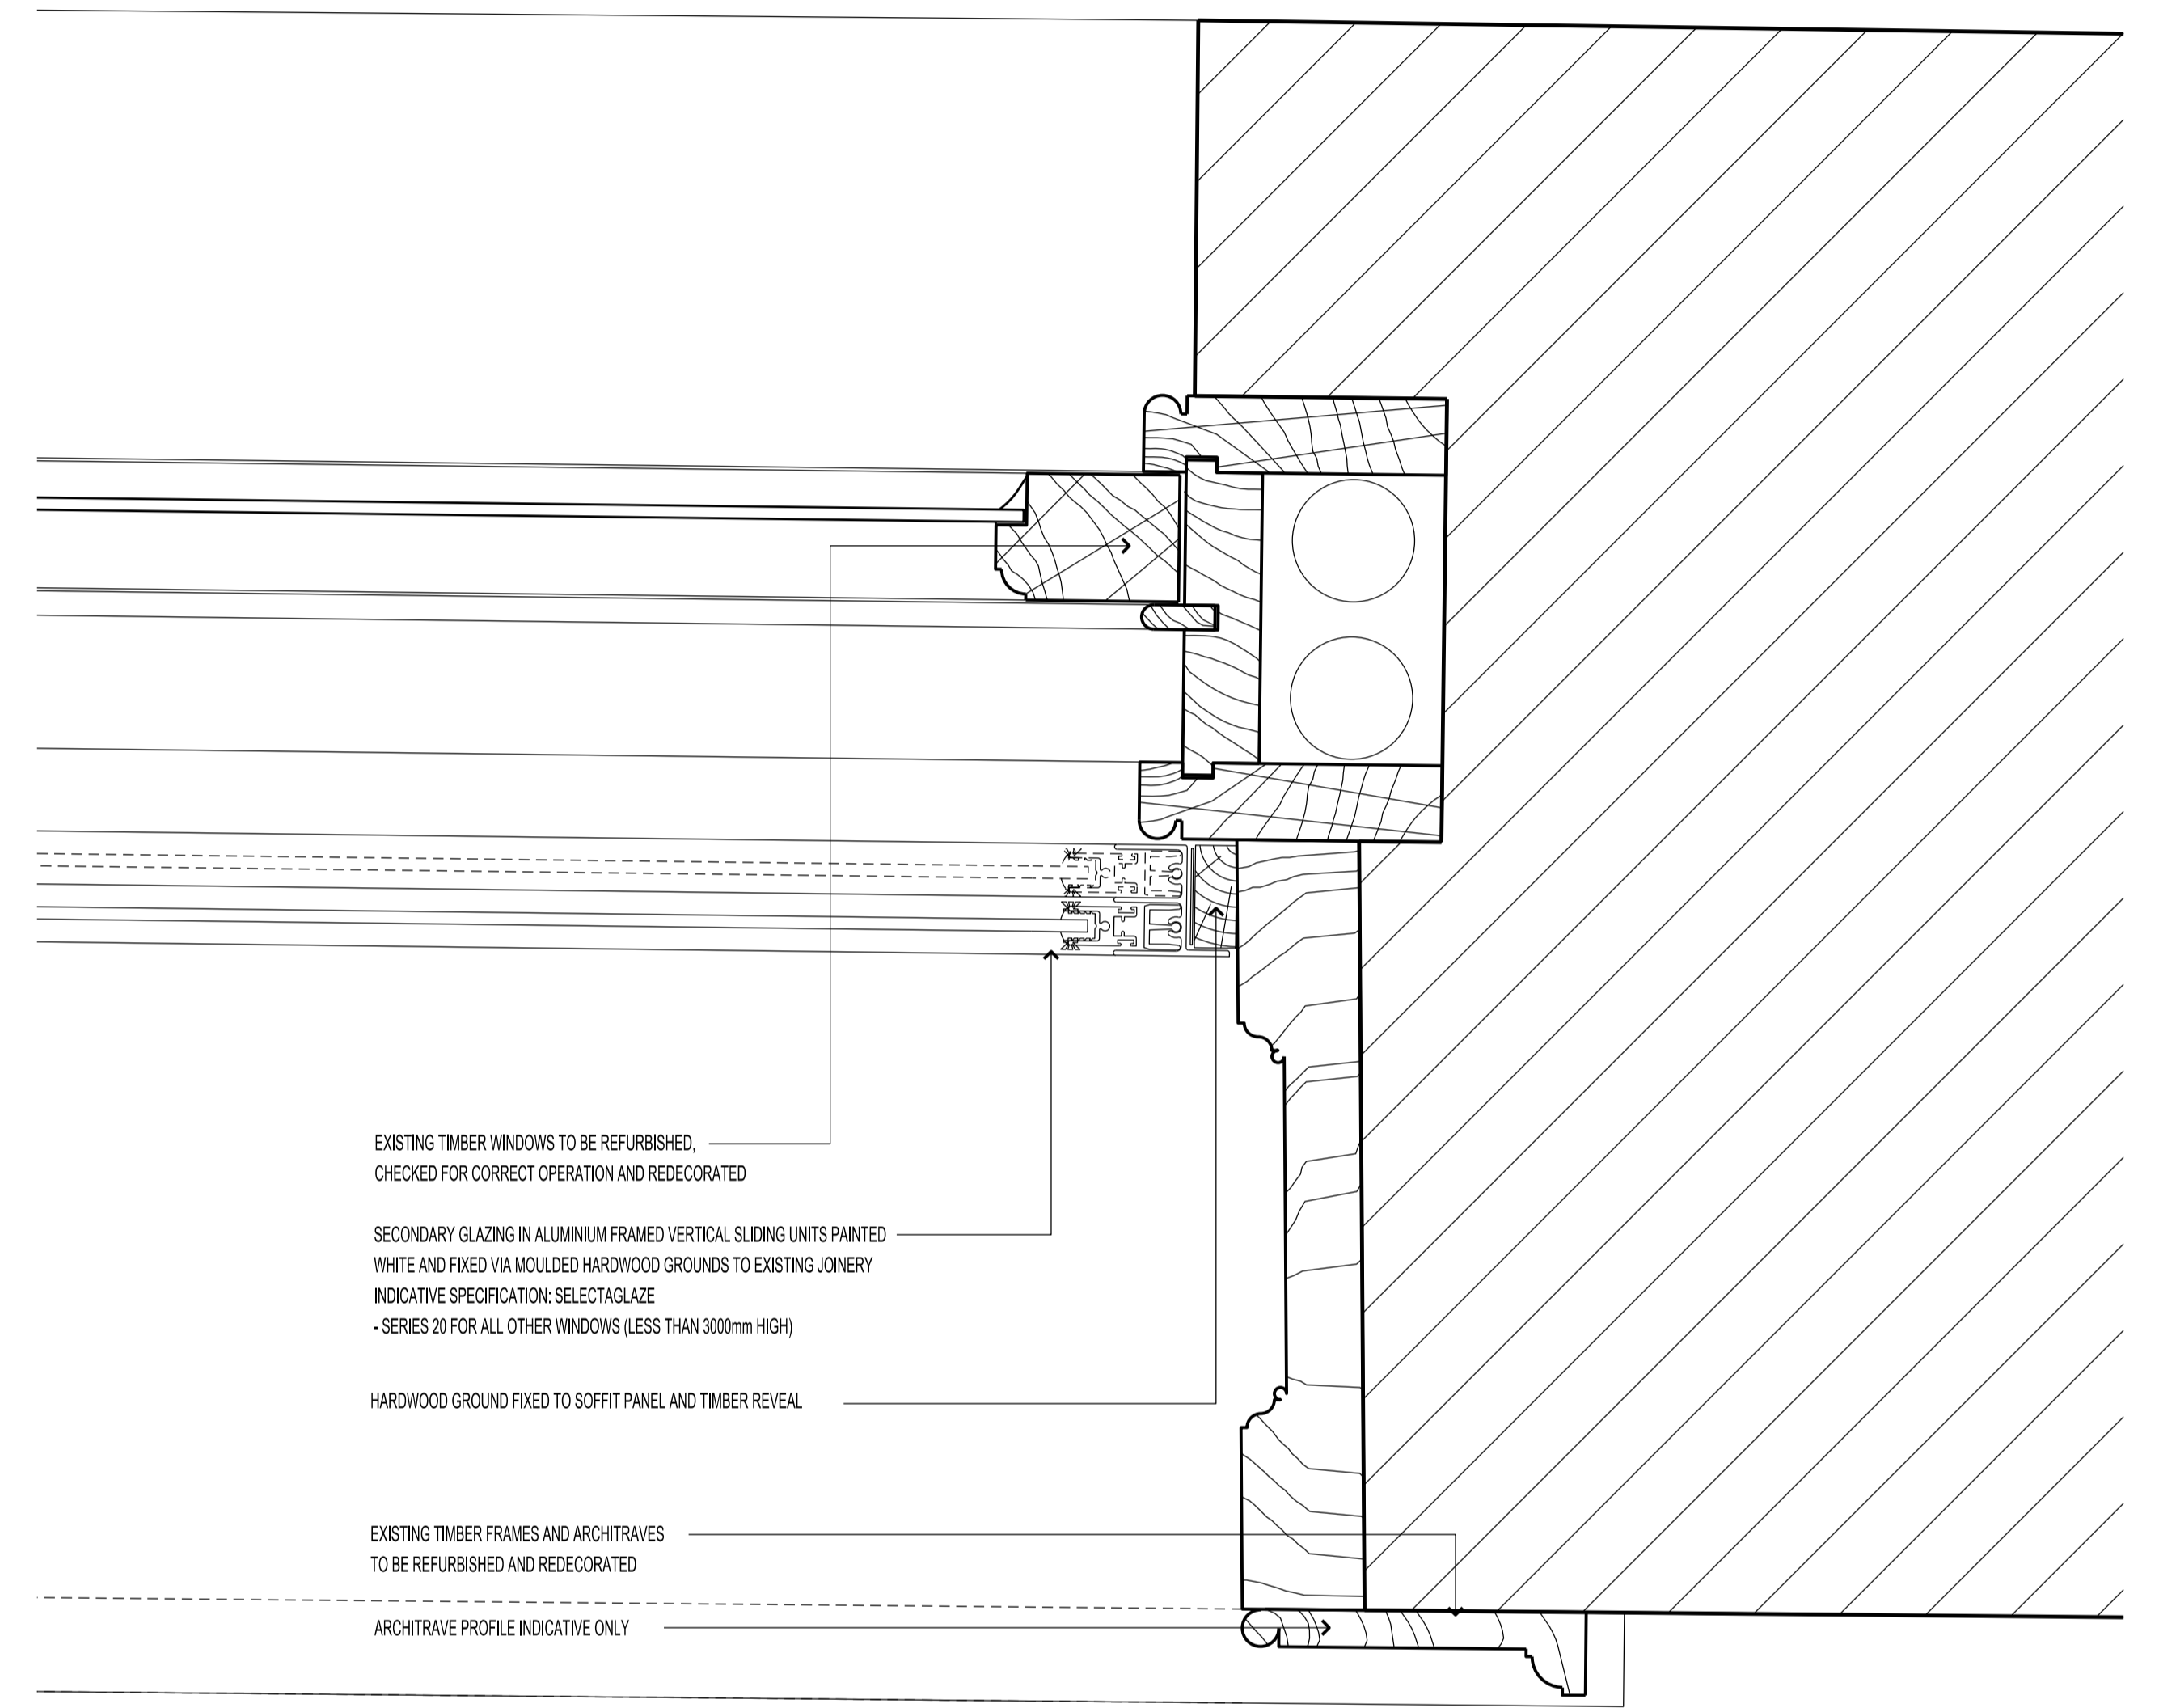 EXISTING TIMBER WINDOWS TO BE REFURBISHED,
CHECKED FOR CORRECT OPERATION AND REDECORATED
SECONDARY GLAZING IN ALUMINIUM FRAMED VERTICAL SLIDING UNITS PAINTED
WHITE AND FIXED VIA MOULDED HARDWOOD GROUNDS TO EXISTING JOINERY
INDICATIVE SPECIFICATION: SELECTAGLAZE
- SERIES 20 FOR ALL OTHER WINDOWS (LESS THAN 3000mm HIGH)
HARDWOOD GROUND FIXED TO SOFFIT PANEL AND TIMBER REVEAL
EXISTING TIMBER FRAMES AND ARCHITRAVES
TO BE REFURBISHED AND REDECORATED
ARCHITRAVE PROFILE INDICATIVE ONLY